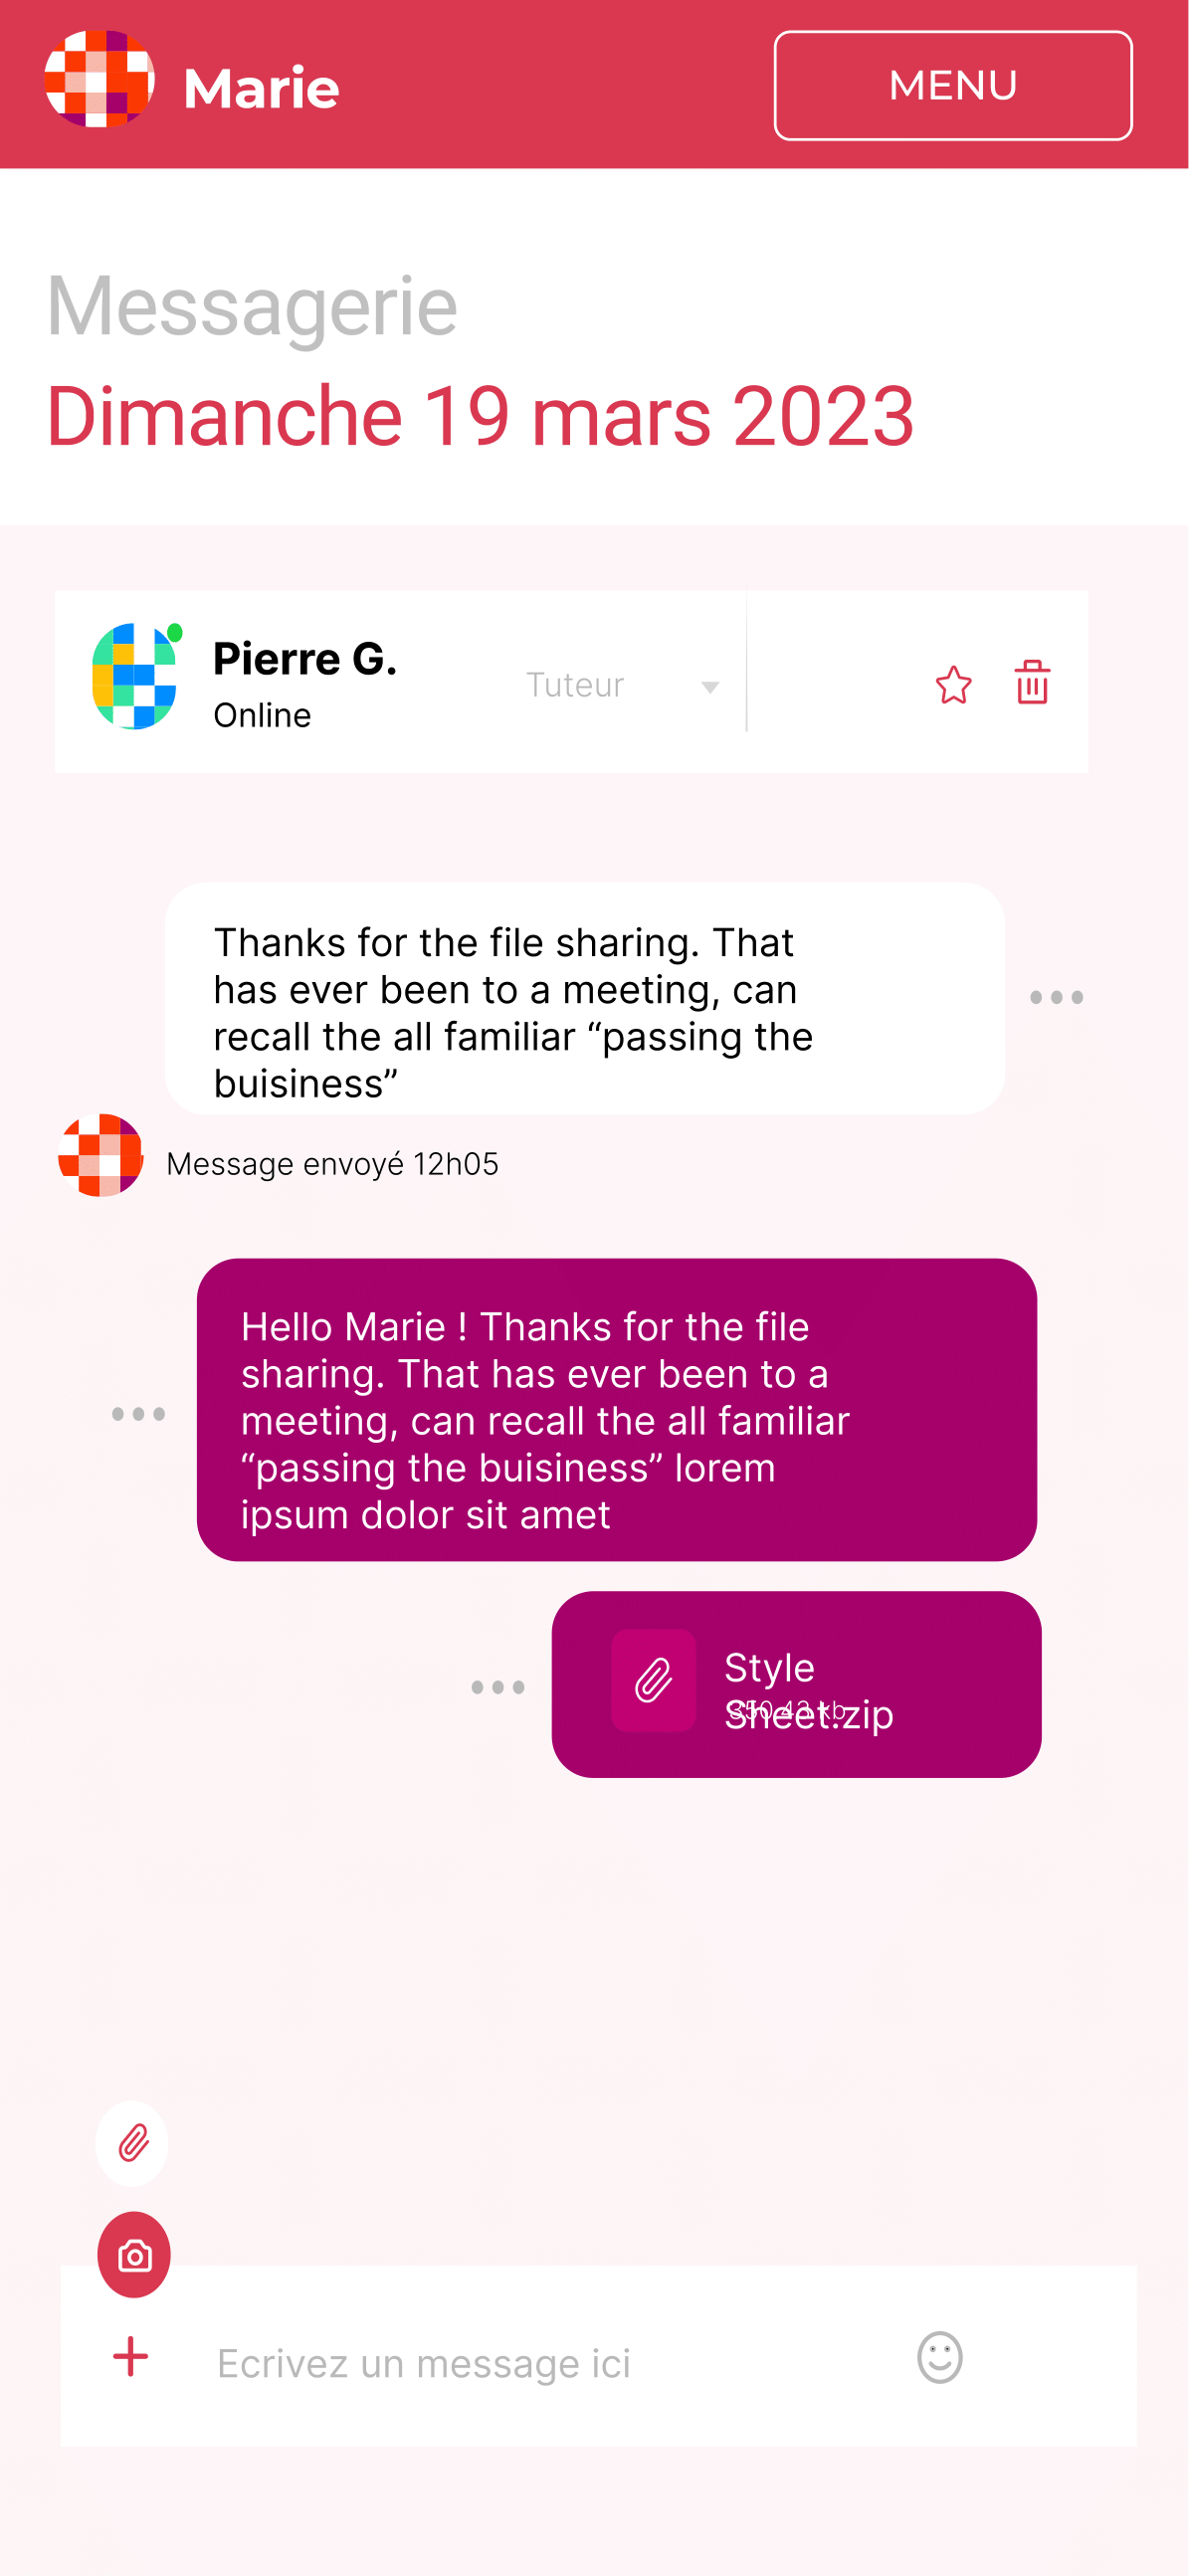 Marie
MENU
Messagerie
Dimanche 19 mars 2023
Pierre G.
Online
Tuteur
Thanks for the file sharing. That
has ever been to a meeting, can
recall the all familiar “passing the
buisiness”
Message envoyé 12h05
Hello Marie ! Thanks for the file
sharing. That has ever been to a
meeting, can recall the all familiar
“passing the buisiness” lorem
ipsum dolor sit amet
Style
Sheet.zip
350,43 kb
Ecrivez un message ici